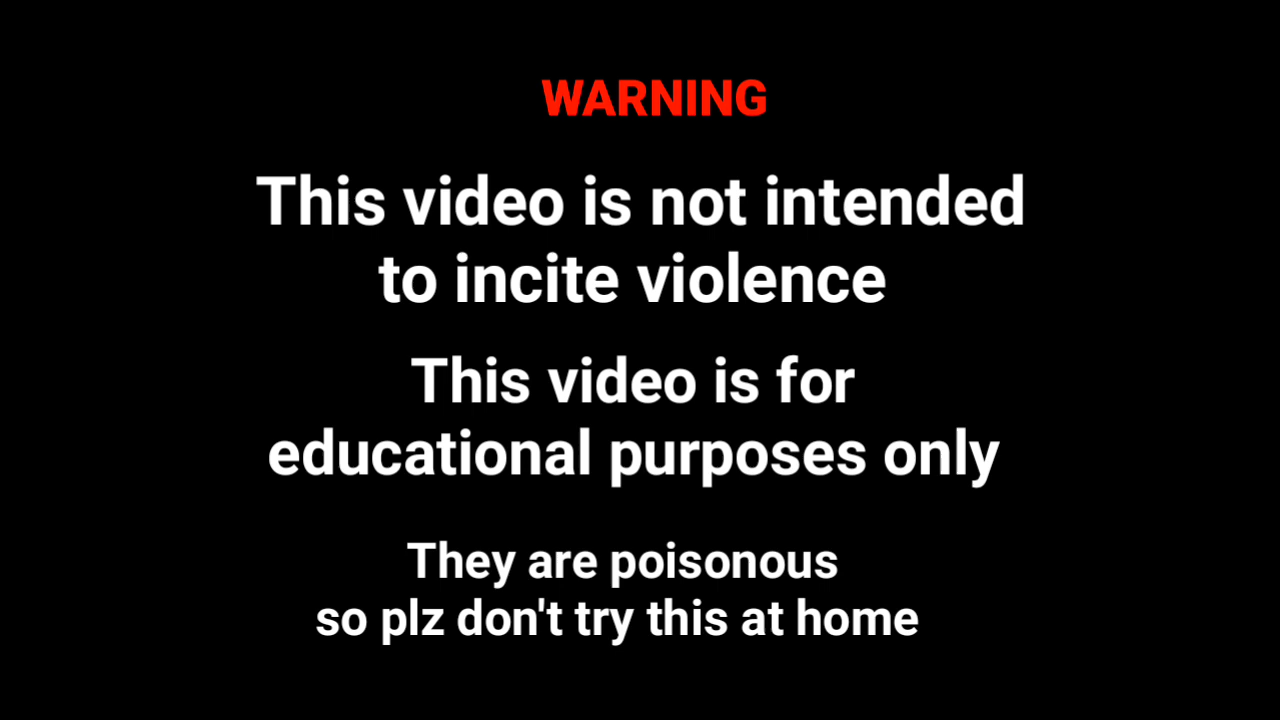 WARNING
This video is not intended
to incite violence
This video is for
educational purposes only
They are poisonous
so plz don't try this at home